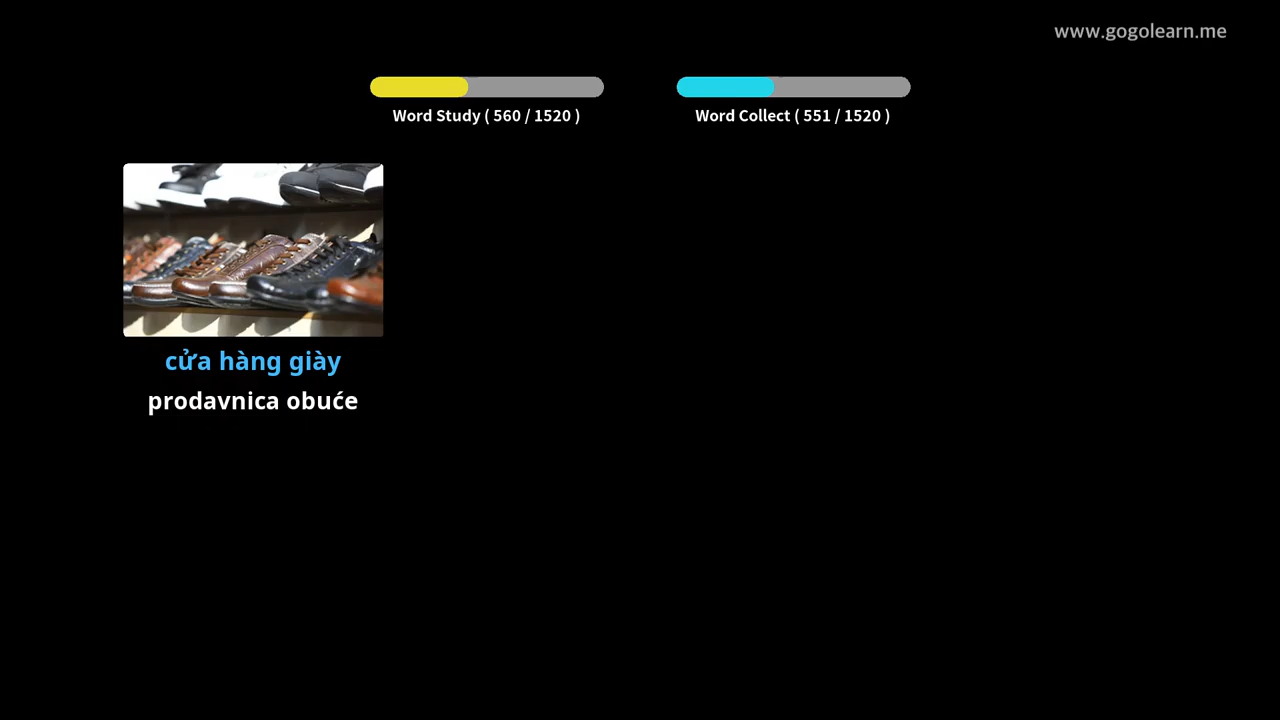 www.gogolearn.me
Word Study ( 560 / 1520 )
Word Collect ( 551 / 1520 )
cửa hàng giày
prodavnica obuće